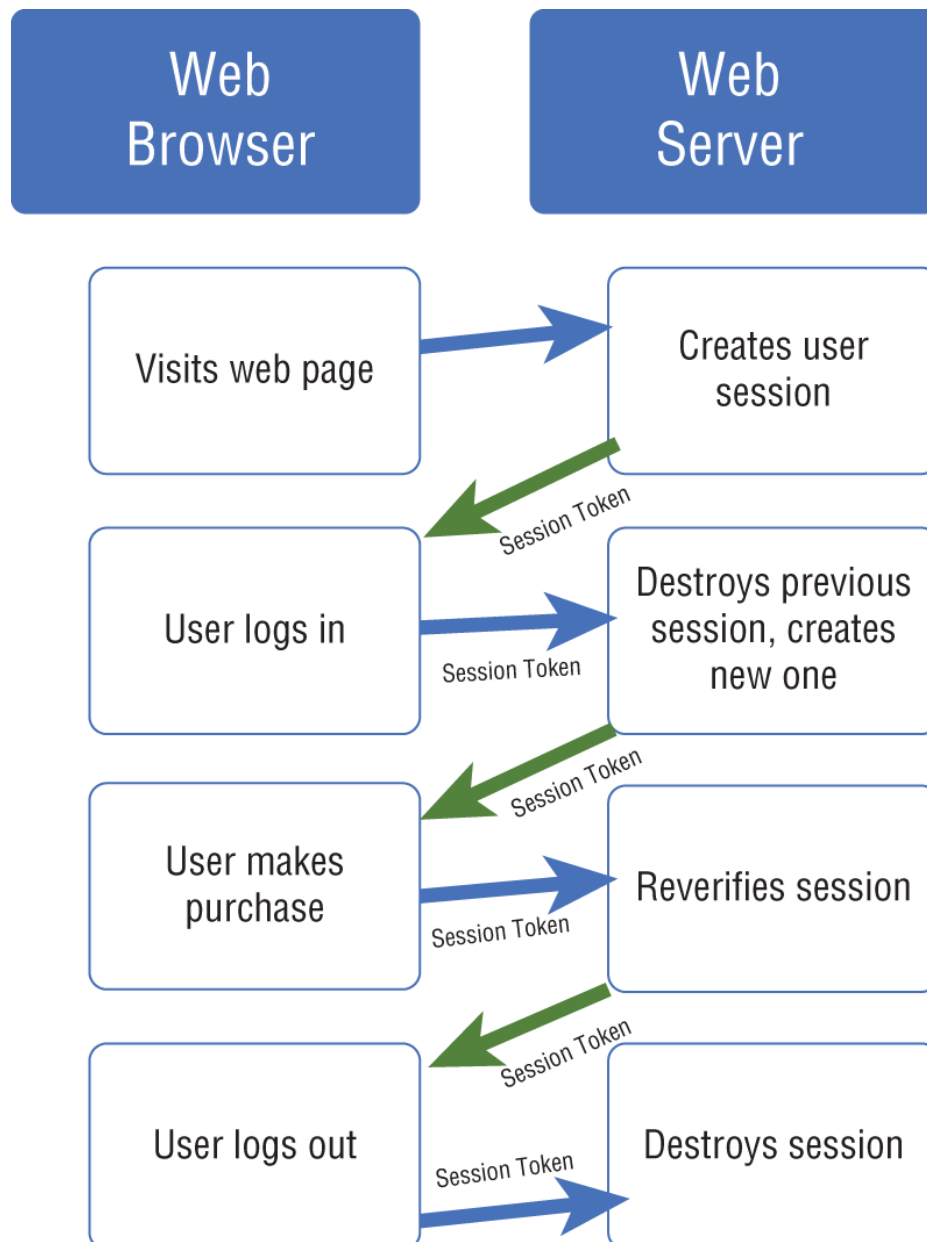 Web
Browser
Web
Server
Visits web page
Creates user
session
Session Token
User logs in
Session Token
Destroys previous
session, creates
new one
Session Token
User makes
purchase
Session Token
Reverifies session
Session Token
User logs out
Session Token
Destroys session